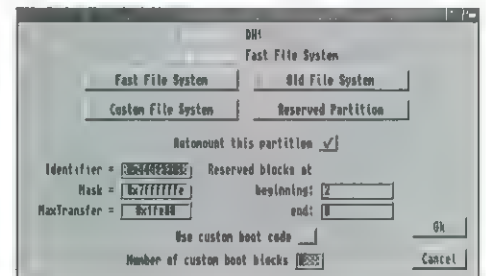 DH1
Fast File System
Fast File System Old File System
Custom File System Reserved Partition
Automount this partition
Identifier = Reserved blocks at
Mask = 0x7ffffffe beginning: 2
MaxTransfer = 0x1fe00 end: 0
Ok
Use custom boot code
Number of custom boot blocks Cancel